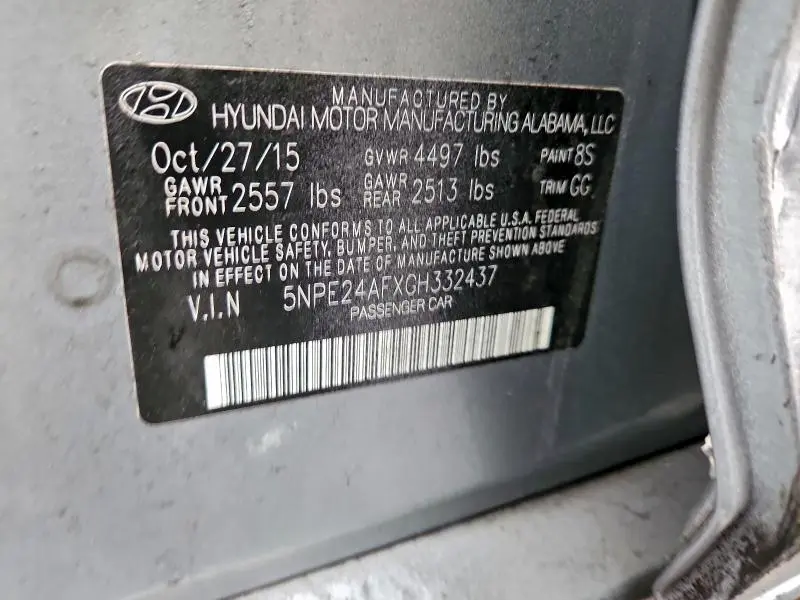 MANUFACTURED BY
HYUNDAI MOTOR MANUFACTURING ALABAMA, LLC
Oct/27/15 GVWR 4497 lbs PAINT 8S
GAWR FRONT 2557 lbs GAWR REAR 2513 lbs TRIM GG
THIS VEHICLE CONFORMS TO ALL APPLICABLE U.S.A. FEDERAL
MOTOR VEHICLE SAFETY, BUMPER, AND THEFT PREVENTION STANDARDS
IN EFFECT ON THE DATE OF MANUFACTURE SHOWN ABOVE
V.I.N 5NPE24AFXGH332437
PASSENGER CAR